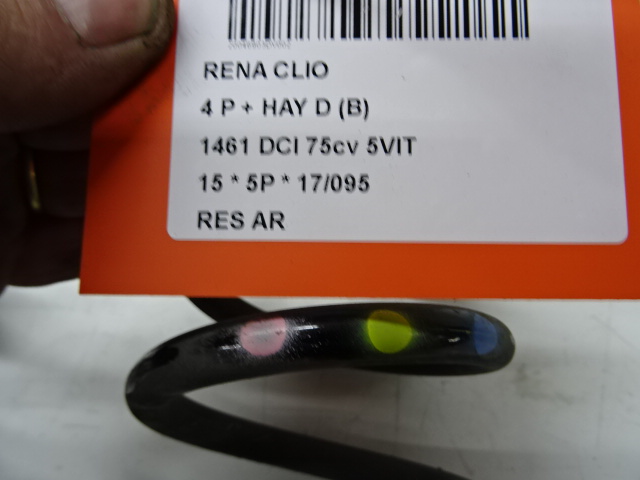 RENA CLIO
4 P + HAY D (B)
1461 DCI 75cv 5VIT
15 * 5P * 17/095
RES AR